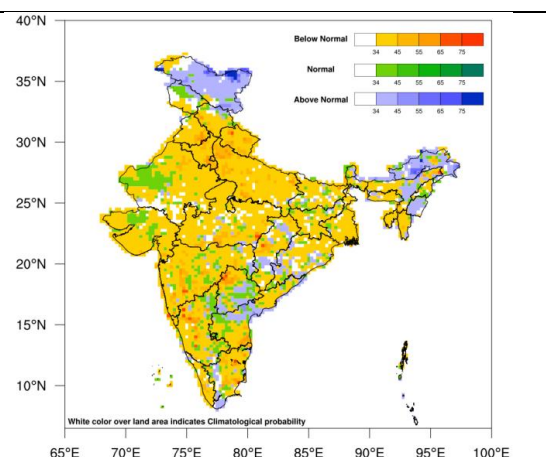 40°N
Below Normal
34 45 55 65 75
Normal
34 45 55 65 75
35°N
Above Normal
34 45 55 65 75
30°N
25°N
20°N
15°N
10°N
White color over land area indicates Climatological probability
65°E 70°E 75°E 80°E 85°E 90°E 95°E 100°E